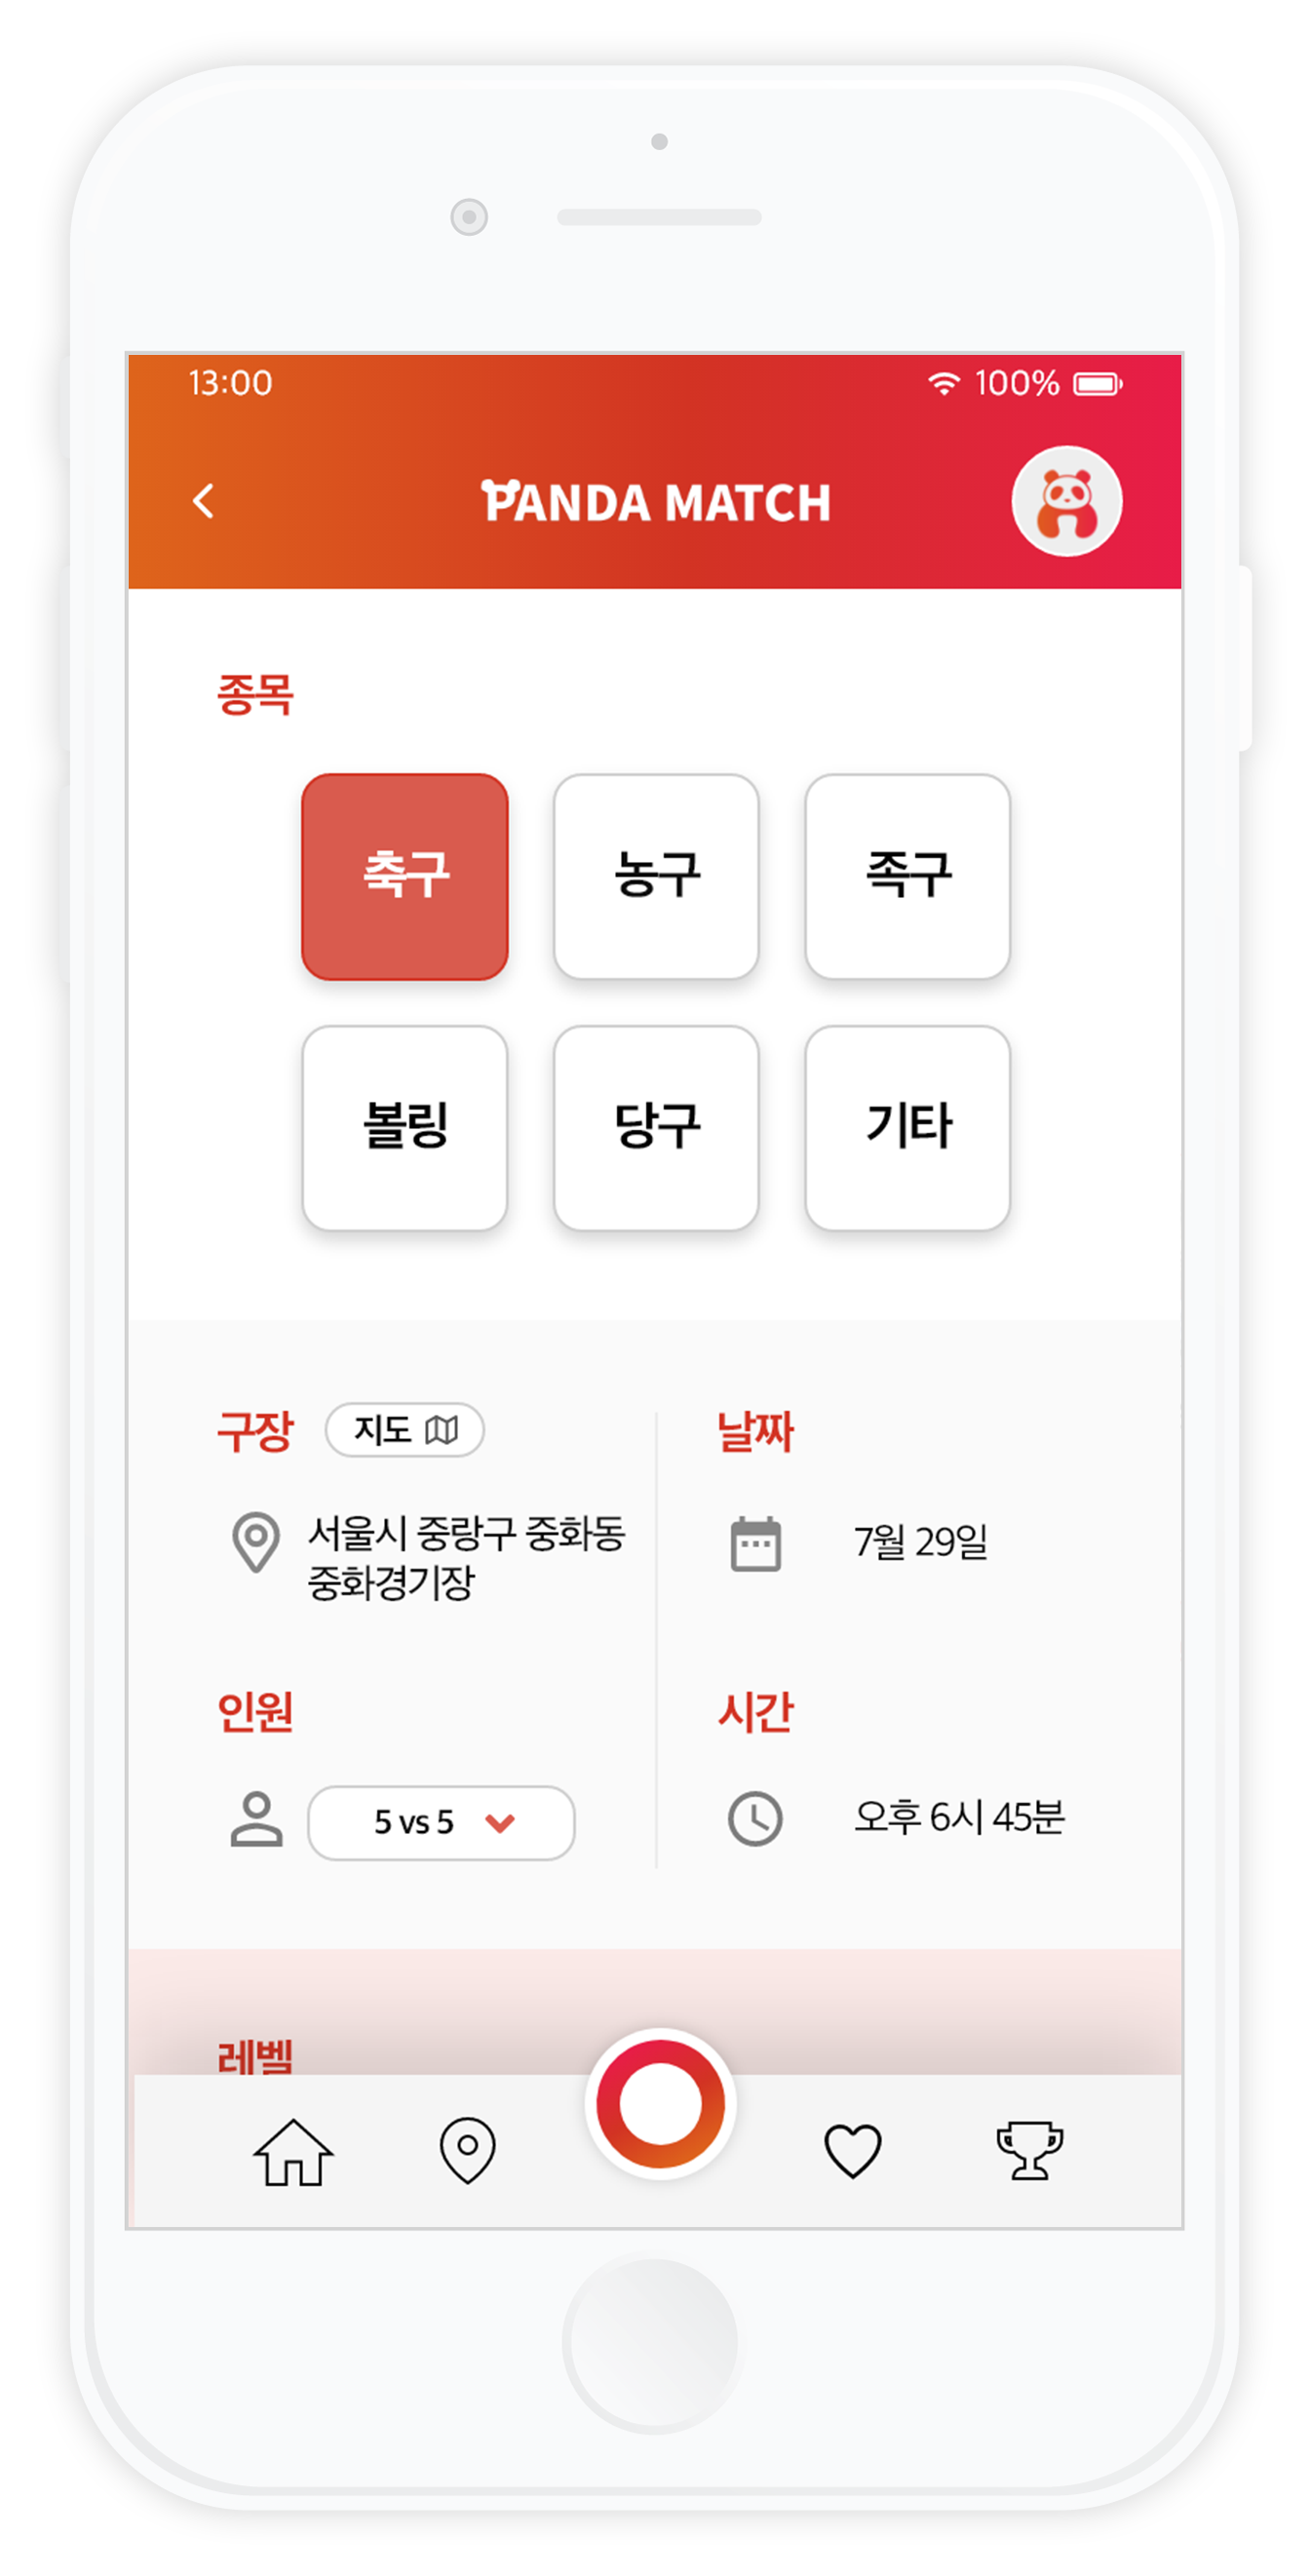 13:00 100%
PANDA MATCH
종목
축구 농구 족구
볼링 당구 기타
구장 지도
서울시 중랑구 중화동
중화경기장
날짜
7월 29일
인원
5 vs 5
시간
오후 6시 45분
레벨